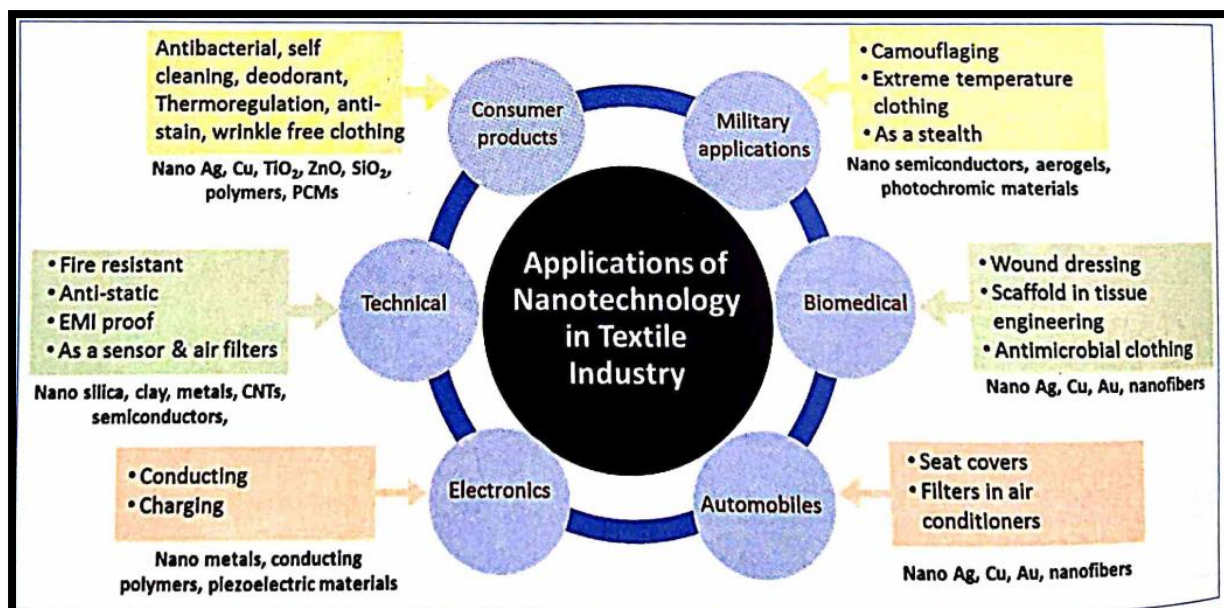 Antibacterial, self
cleaning, deodorant,
Thermoregulation, anti-
stain, wrinkle free clothing
Nano Ag, Cu, TiO₂, ZnO, SiO₂,
polymers, PCMs
Consumer
products
Military
applications
• Camouflaging
• Extreme temperature
clothing
• As a stealth
Nano semiconductors, aerogels,
photochromic materials
• Fire resistant
• Anti-static
• EMI proof
• As a sensor & air filters
Nano silica, clay, metals, CNTs,
semiconductors,
Technical
Applications of
Nanotechnology
in Textile
Industry
Biomedical
• Wound dressing
• Scaffold in tissue
engineering
• Antimicrobial clothing
Nano Ag, Cu, Au, nanofibers
• Conducting
• Charging
Nano metals, conducting
polymers, piezoelectric materials
Electronics
Automobiles
• Seat covers
• Filters in air
conditioners
Nano Ag, Cu, Au, nanofibers